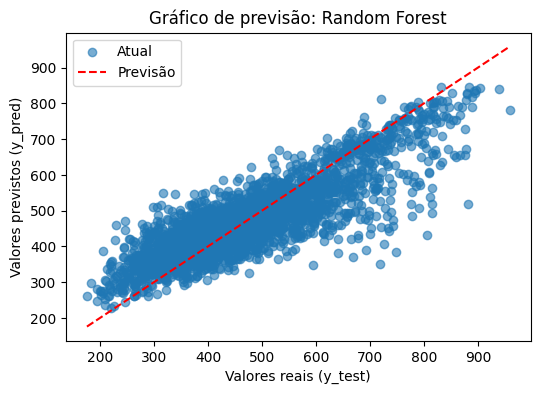 Gráfico de previsão: Random Forest
Atual
Previsão
Valores previstos (y_pred)
900
800
700
600
500
400
300
200
200 300 400 500 600 700 800 900
Valores reais (y_test)